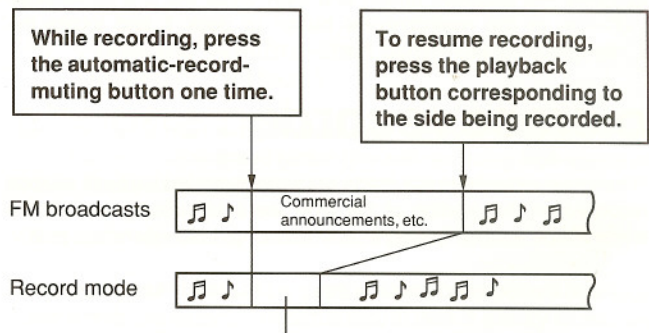 While recording, press
the automatic-record-
muting button one time.
To resume recording,
press the playback
button corresponding to
the side being recorded.
FM broadcasts
Commercial
announcements, etc.
Record mode